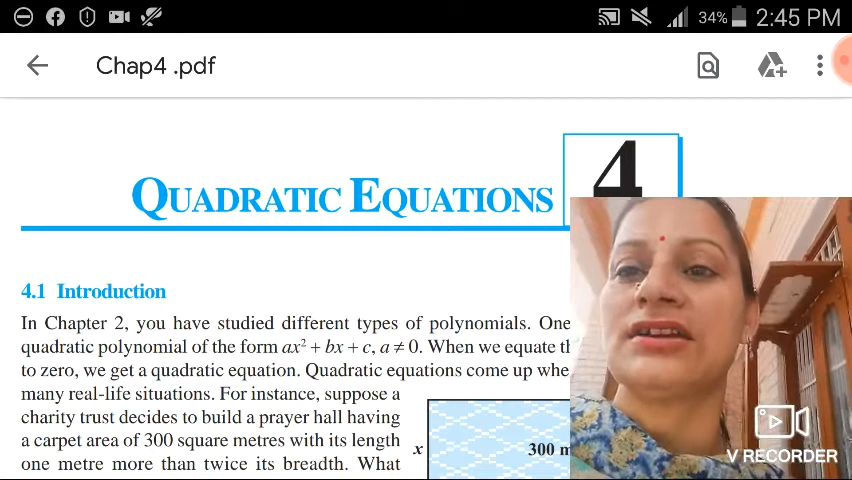 34% 2:45 PM
Chap4 .pdf
QUADRATIC EQUATIONS 4
4.1 Introduction
In Chapter 2, you have studied different types of polynomials. One
quadratic polynomial of the form ax² + bx + c, a ≠ 0. When we equate
to zero, we get a quadratic equation. Quadratic equations come up
many real-life situations. For instance, suppose a
charity trust decides to build a prayer hall having
a carpet area of 300 square metres with its length
one metre more than twice its breadth. What
x 300 m
V RECORDER